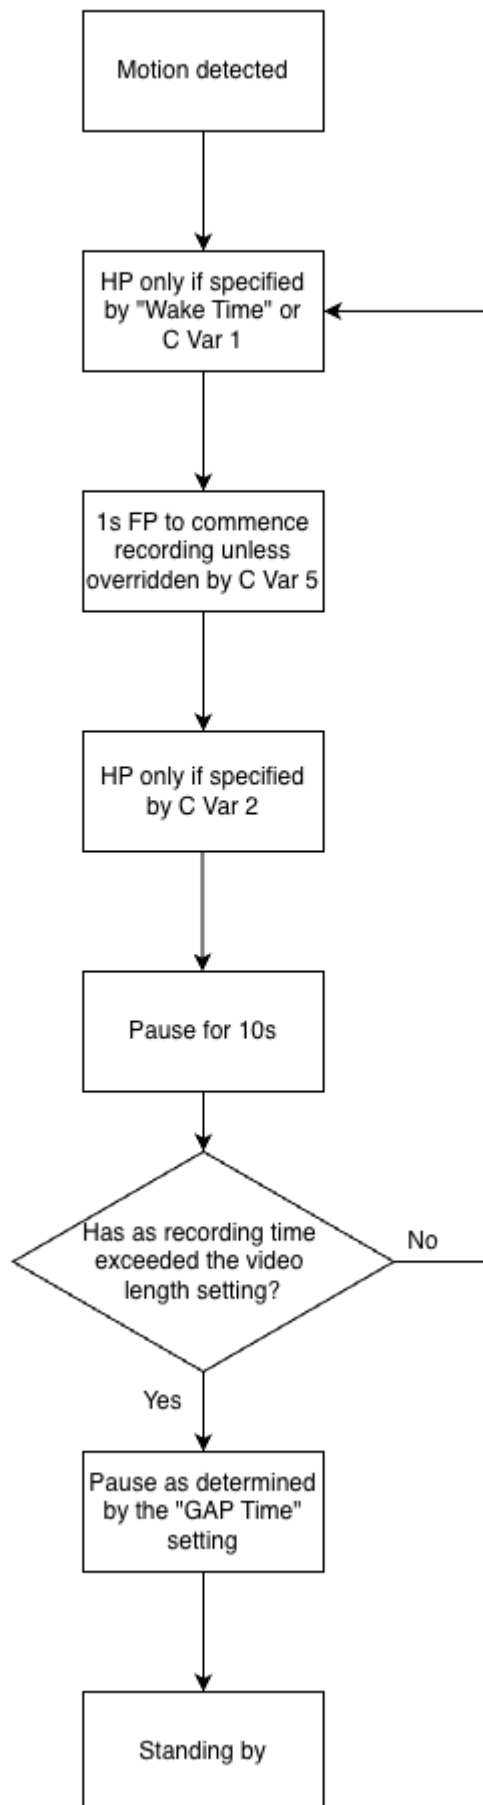 Motion detected
HP only if specified
by "Wake Time" or
C Var 1
1s FP to commence
recording unless
overridden by C Var 5
HP only if specified
by C Var 2
Pause for 10s
Has as recording time
exceeded the video
length setting?
No
Yes
Pause as determined
by the "GAP Time"
setting
Standing by